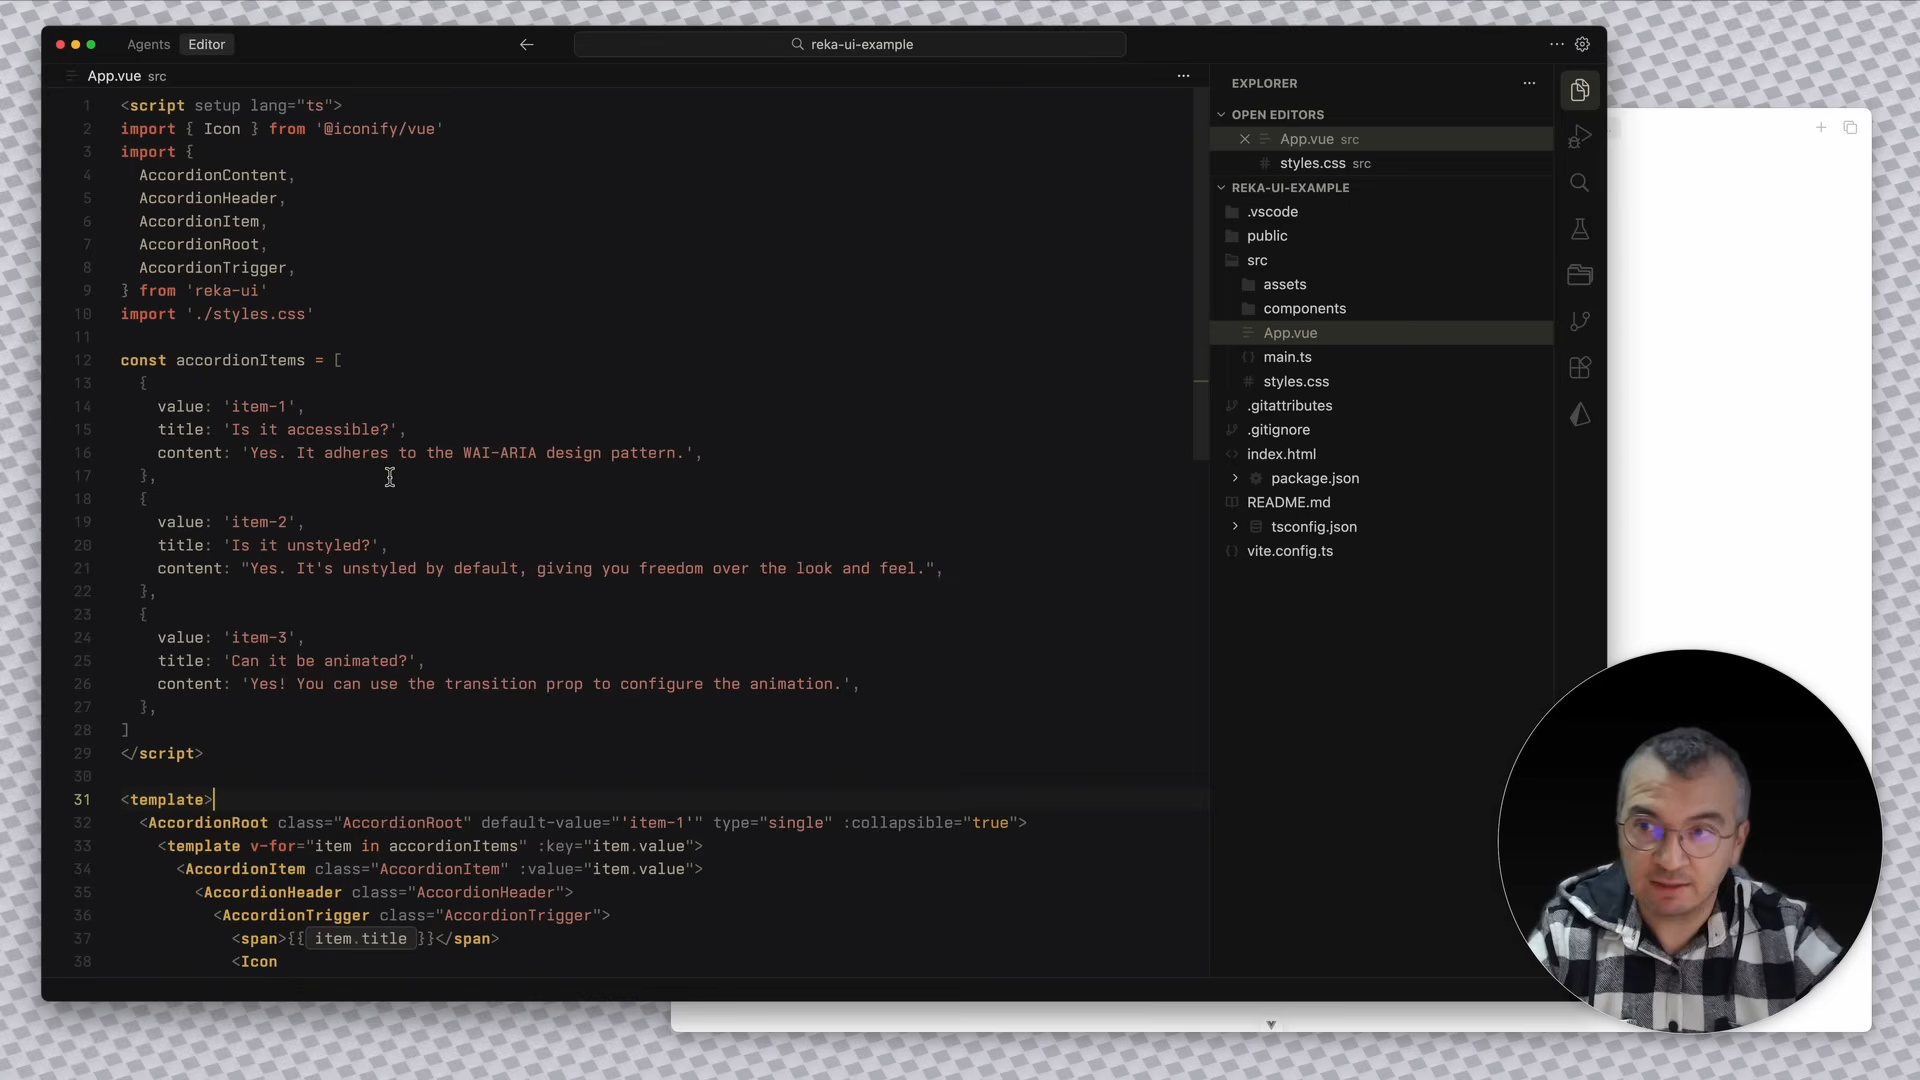 Agents Editor
reka-ui-example
App.vue src
1 <script setup lang="ts">
2 import { Icon } from '@iconify/vue'
3 import {
4 AccordionContent,
5 AccordionHeader,
6 AccordionItem,
7 AccordionRoot,
8 AccordionTrigger,
9 } from 'reka-ui'
10 import './styles.css'
11
12 const accordionItems = [
13 {
14 value: 'item-1',
15 title: 'Is it accessible?',
16 content: 'Yes. It adheres to the WAI-ARIA design pattern.',
17 },
18 {
19 value: 'item-2',
20 title: 'Is it unstyled?',
21 content: "Yes. It's unstyled by default, giving you freedom over the look and feel.",
22 },
23 {
24 value: 'item-3',
25 title: 'Can it be animated?',
26 content: 'Yes! You can use the transition prop to configure the animation.',
27 },
28 ]
29 </script>
30
31 <template>
32 <AccordionRoot class="AccordionRoot" default-value="'item-1'" type="single" :collapsible="true">
33 <template v-for="item in accordionItems" :key="item.value">
34 <AccordionItem class="AccordionItem" :value="item.value">
35 <AccordionHeader class="AccordionHeader">
36 <AccordionTrigger class="AccordionTrigger">
37 <span>{{ item.title }}</span>
38 <Icon
EXPLORER
OPEN EDITORS
App.vue src
# styles.css src
REKA-UI-EXAMPLE
.vscode
public
src
assets
components
App.vue
main.ts
# styles.css
.gitattributes
.gitignore
index.html
package.json
README.md
tsconfig.json
vite.config.ts